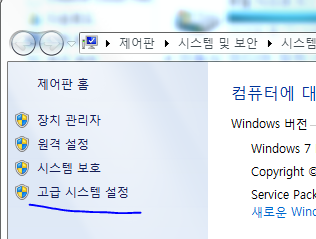 제어판 시스템 및 보안 시스템
제어판 홈
장치 관리자
원격 설정
시스템 보호
고급 시스템 설정
컴퓨터에 대
Windows 버전
Windows 7
Copyright ©
Service Pack
새로운 Wind